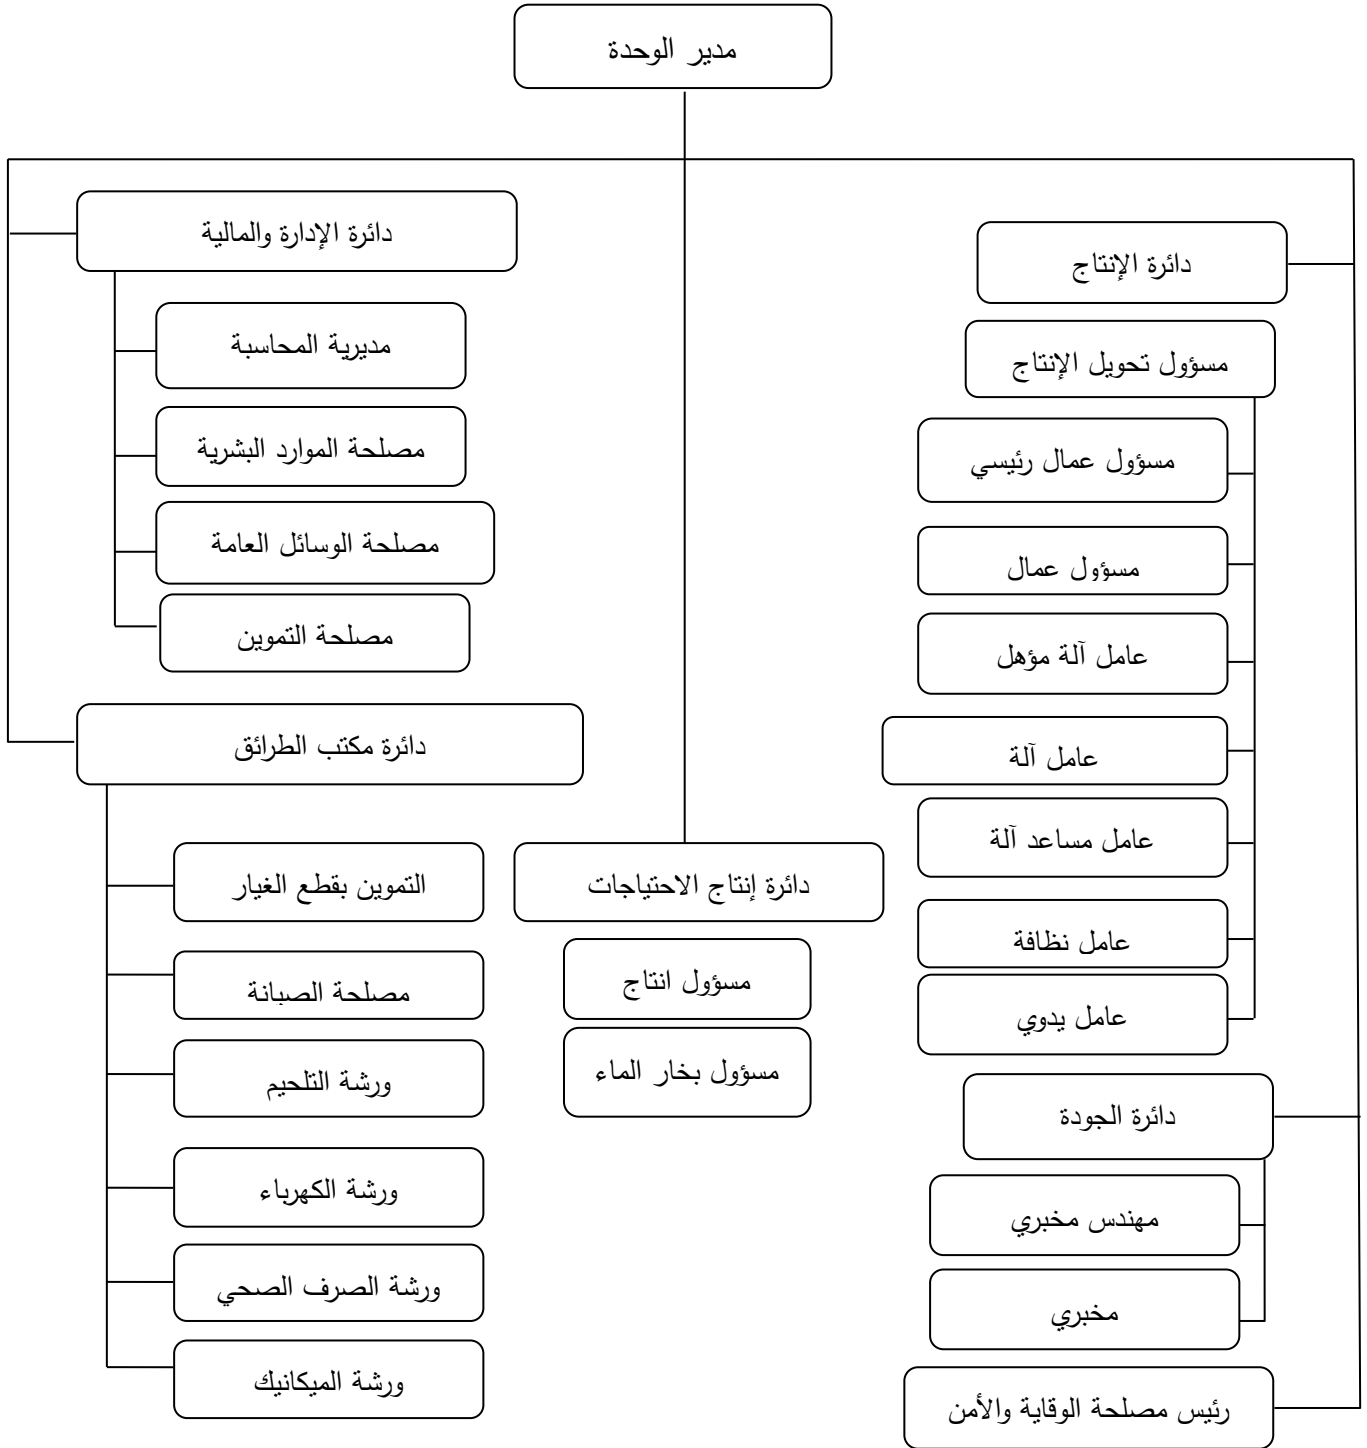 مدير الوحدة
دائرة الإنتاج
مسؤول تحويل الإنتاج
مسؤول عمال رئيسي
مسؤول عمال
عامل آلة مؤهل
عامل آلة
عامل مساعد آلة
عامل نظافة
عامل يدوي
دائرة الجودة
مهندس مخبري
مخبري
رئيس مصلحة الوقاية والأمن
دائرة إنتاج الاحتياجات
مسؤول انتاج
مسؤول بخار الماء
دائرة الإدارة والمالية
مديرية المحاسبة
مصلحة الموارد البشرية
مصلحة الوسائل العامة
مصلحة التموين
دائرة مكتب الطرائق
التموين بقطع الغيار
مصلحة الصيانة
ورشة التلحيم
ورشة الكهرباء
ورشة الصرف الصحي
ورشة الميكانيك